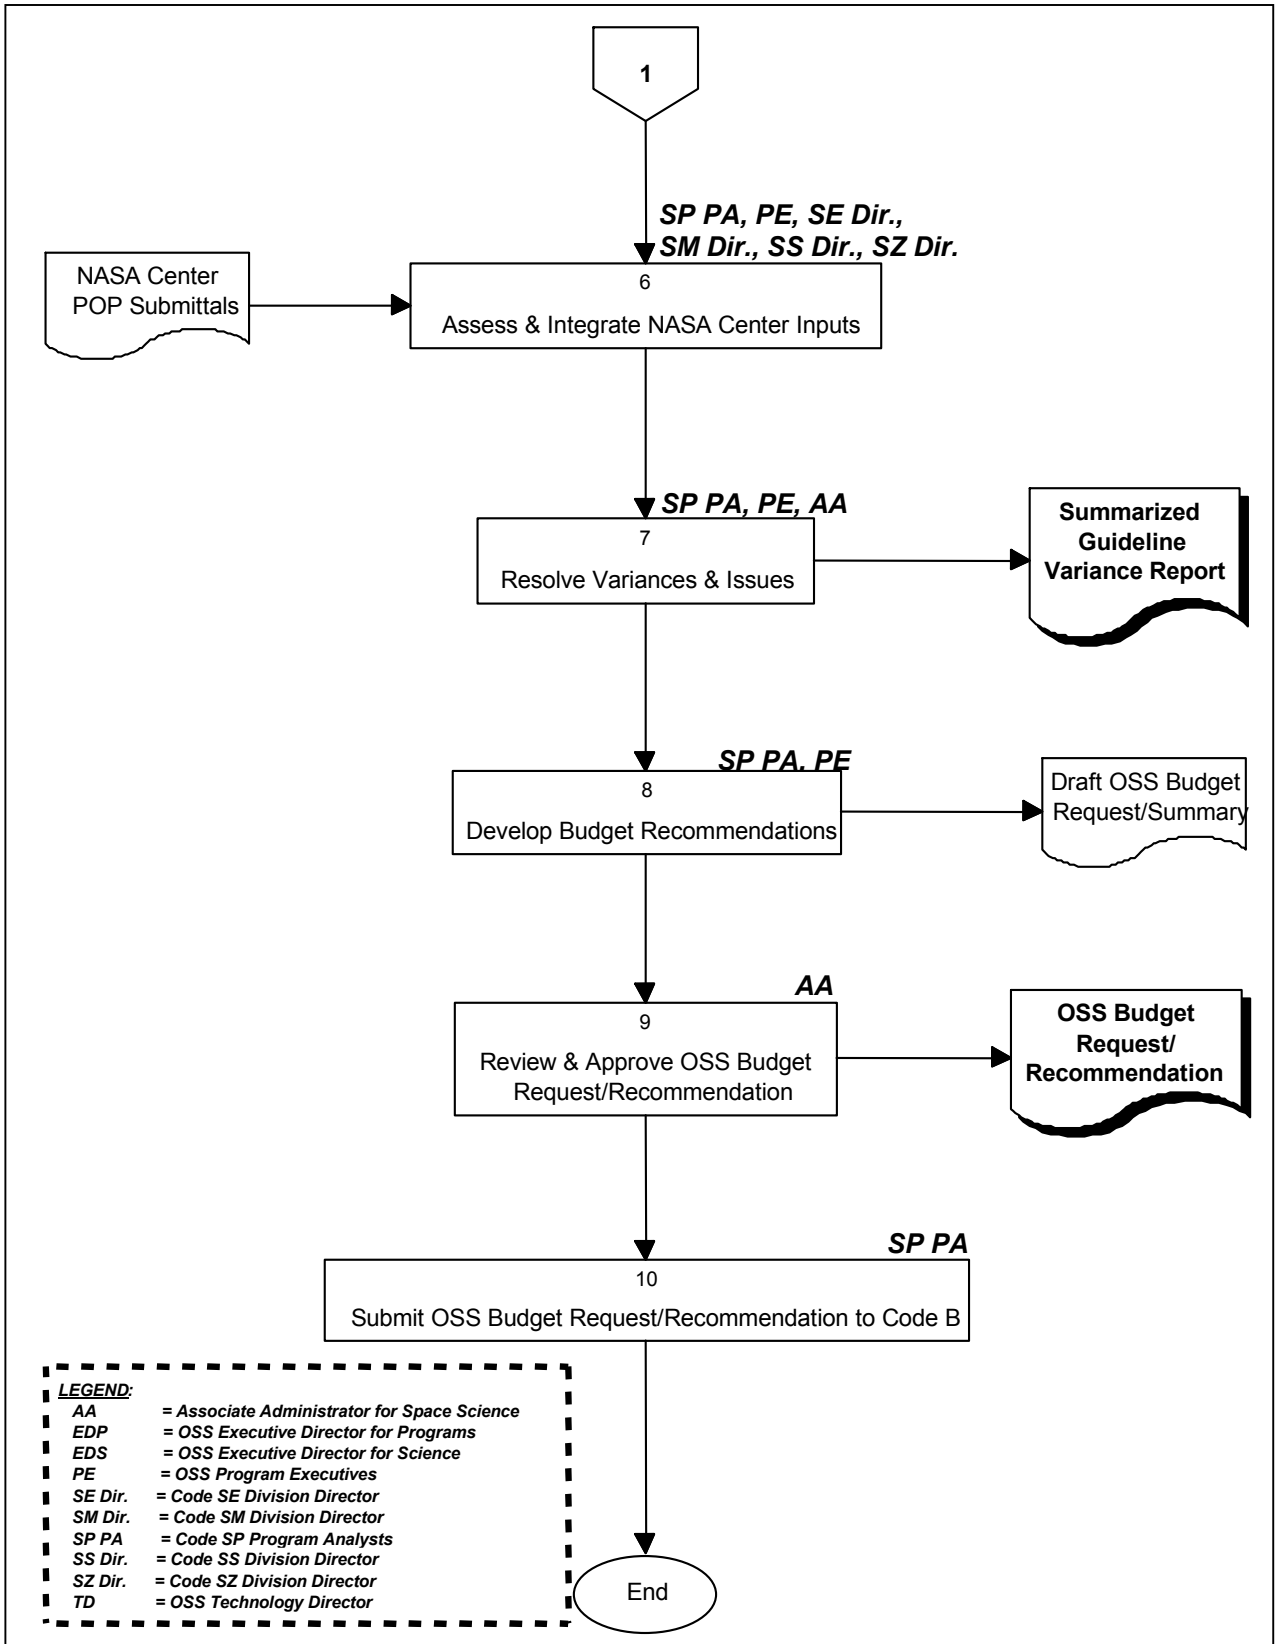 1
SP PA, PE, SE Dir.,
SM Dir., SS Dir., SZ Dir.
NASA Center
POP Submittals
6
Assess & Integrate NASA Center Inputs
SP PA, PE, AA
7
Resolve Variances & Issues
Summarized
Guideline
Variance Report
SP PA, PE
8
Develop Budget Recommendations
Draft OSS Budget
Request/Summary
AA
9
Review & Approve OSS Budget
Request/Recommendation
OSS Budget
Request/
Recommendation
SP PA
10
Submit OSS Budget Request/Recommendation to Code B
LEGEND:
AA = Associate Administrator for Space Science
EDP = OSS Executive Director for Programs
EDS = OSS Executive Director for Science
PE = OSS Program Executives
SE Dir. = Code SE Division Director
SM Dir. = Code SM Division Director
SP PA = Code SP Program Analysts
SS Dir. = Code SS Division Director
SZ Dir. = Code SZ Division Director
TD = OSS Technology Director
End